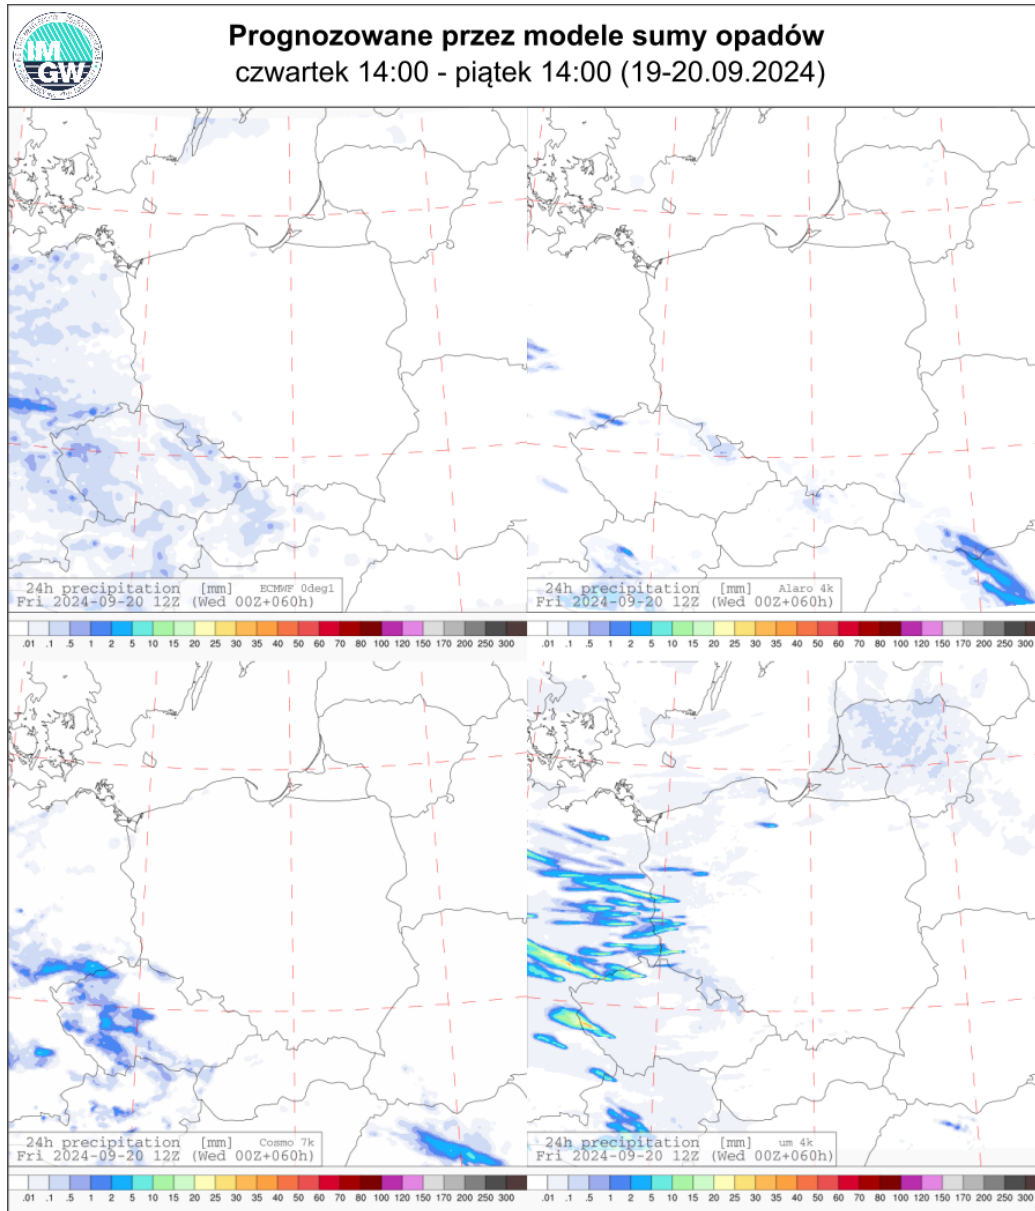 IM
GW
Prognozowane przez modele sumy opadów
czwartek 14:00 - piątek 14:00 (19-20.09.2024)
24h precipitation [mm] ECMWF 0deg1
Fri 2024-09-20 12Z (Wed 00Z+060h)
24h precipitation [mm] Alaro 4k
Fri 2024-09-20 12Z (Wed 00Z+060h)
.01 .1 .5 1 2 5 10 15 20 25 30 35 40 50 60 70 80 100 120 150 170 200 250 300
.01 .1 .5 1 2 5 10 15 20 25 30 35 40 50 60 70 80 100 120 150 170 200 250 300
24h precipitation [mm] Cosmo 7k
Fri 2024-09-20 12Z (Wed 00Z+060h)
24h precipitation [mm] um 4k
Fri 2024-09-20 12Z (Wed 00Z+060h)
.01 .1 .5 1 2 5 10 15 20 25 30 35 40 50 60 70 80 100 120 150 170 200 250 300
.01 .1 .5 1 2 5 10 15 20 25 30 35 40 50 60 70 80 100 120 150 170 200 250 300